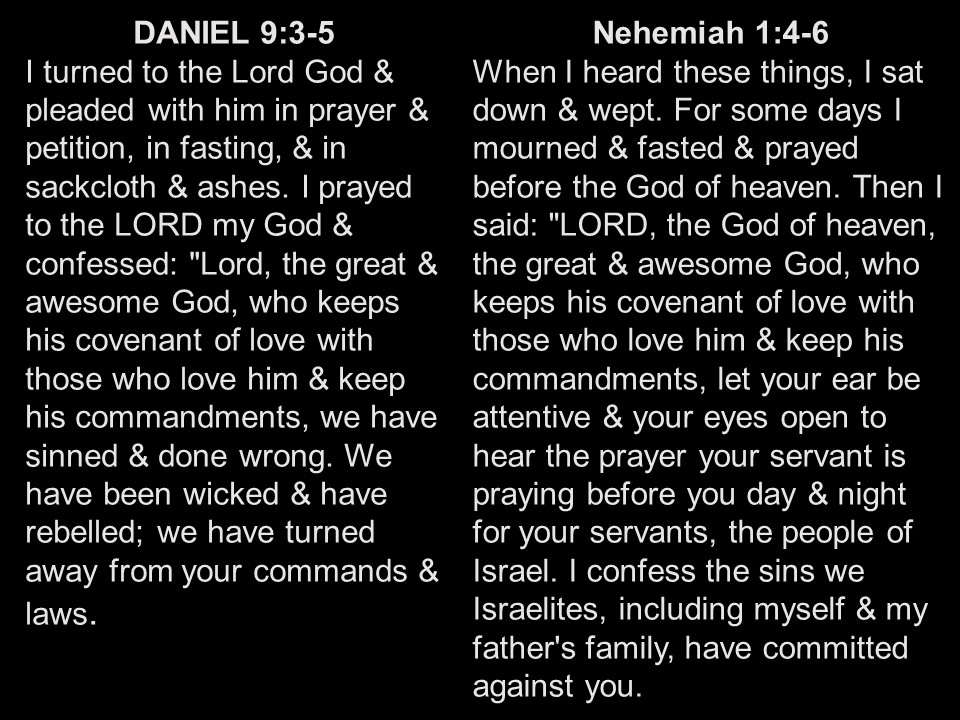 DANIEL 9:3-5
I turned to the Lord God &
pleaded with him in prayer &
petition, in fasting, & in
sackcloth & ashes. I prayed
to the LORD my God &
confessed: "Lord, the great &
awesome God, who keeps
his covenant of love with
those who love him & keep
his commandments, we have
sinned & done wrong. We
have been wicked & have
rebelled; we have turned
away from your commands &
laws.
Nehemiah 1:4-6
When I heard these things, I sat
down & wept. For some days I
mourned & fasted & prayed
before the God of heaven. Then I
said: "LORD, the God of heaven,
the great & awesome God, who
keeps his covenant of love with
those who love him & keep his
commandments, let your ear be
attentive & your eyes open to
hear the prayer your servant is
praying before you day & night
for your servants, the people of
Israel. I confess the sins we
Israelites, including myself & my
father's family, have committed
against you.